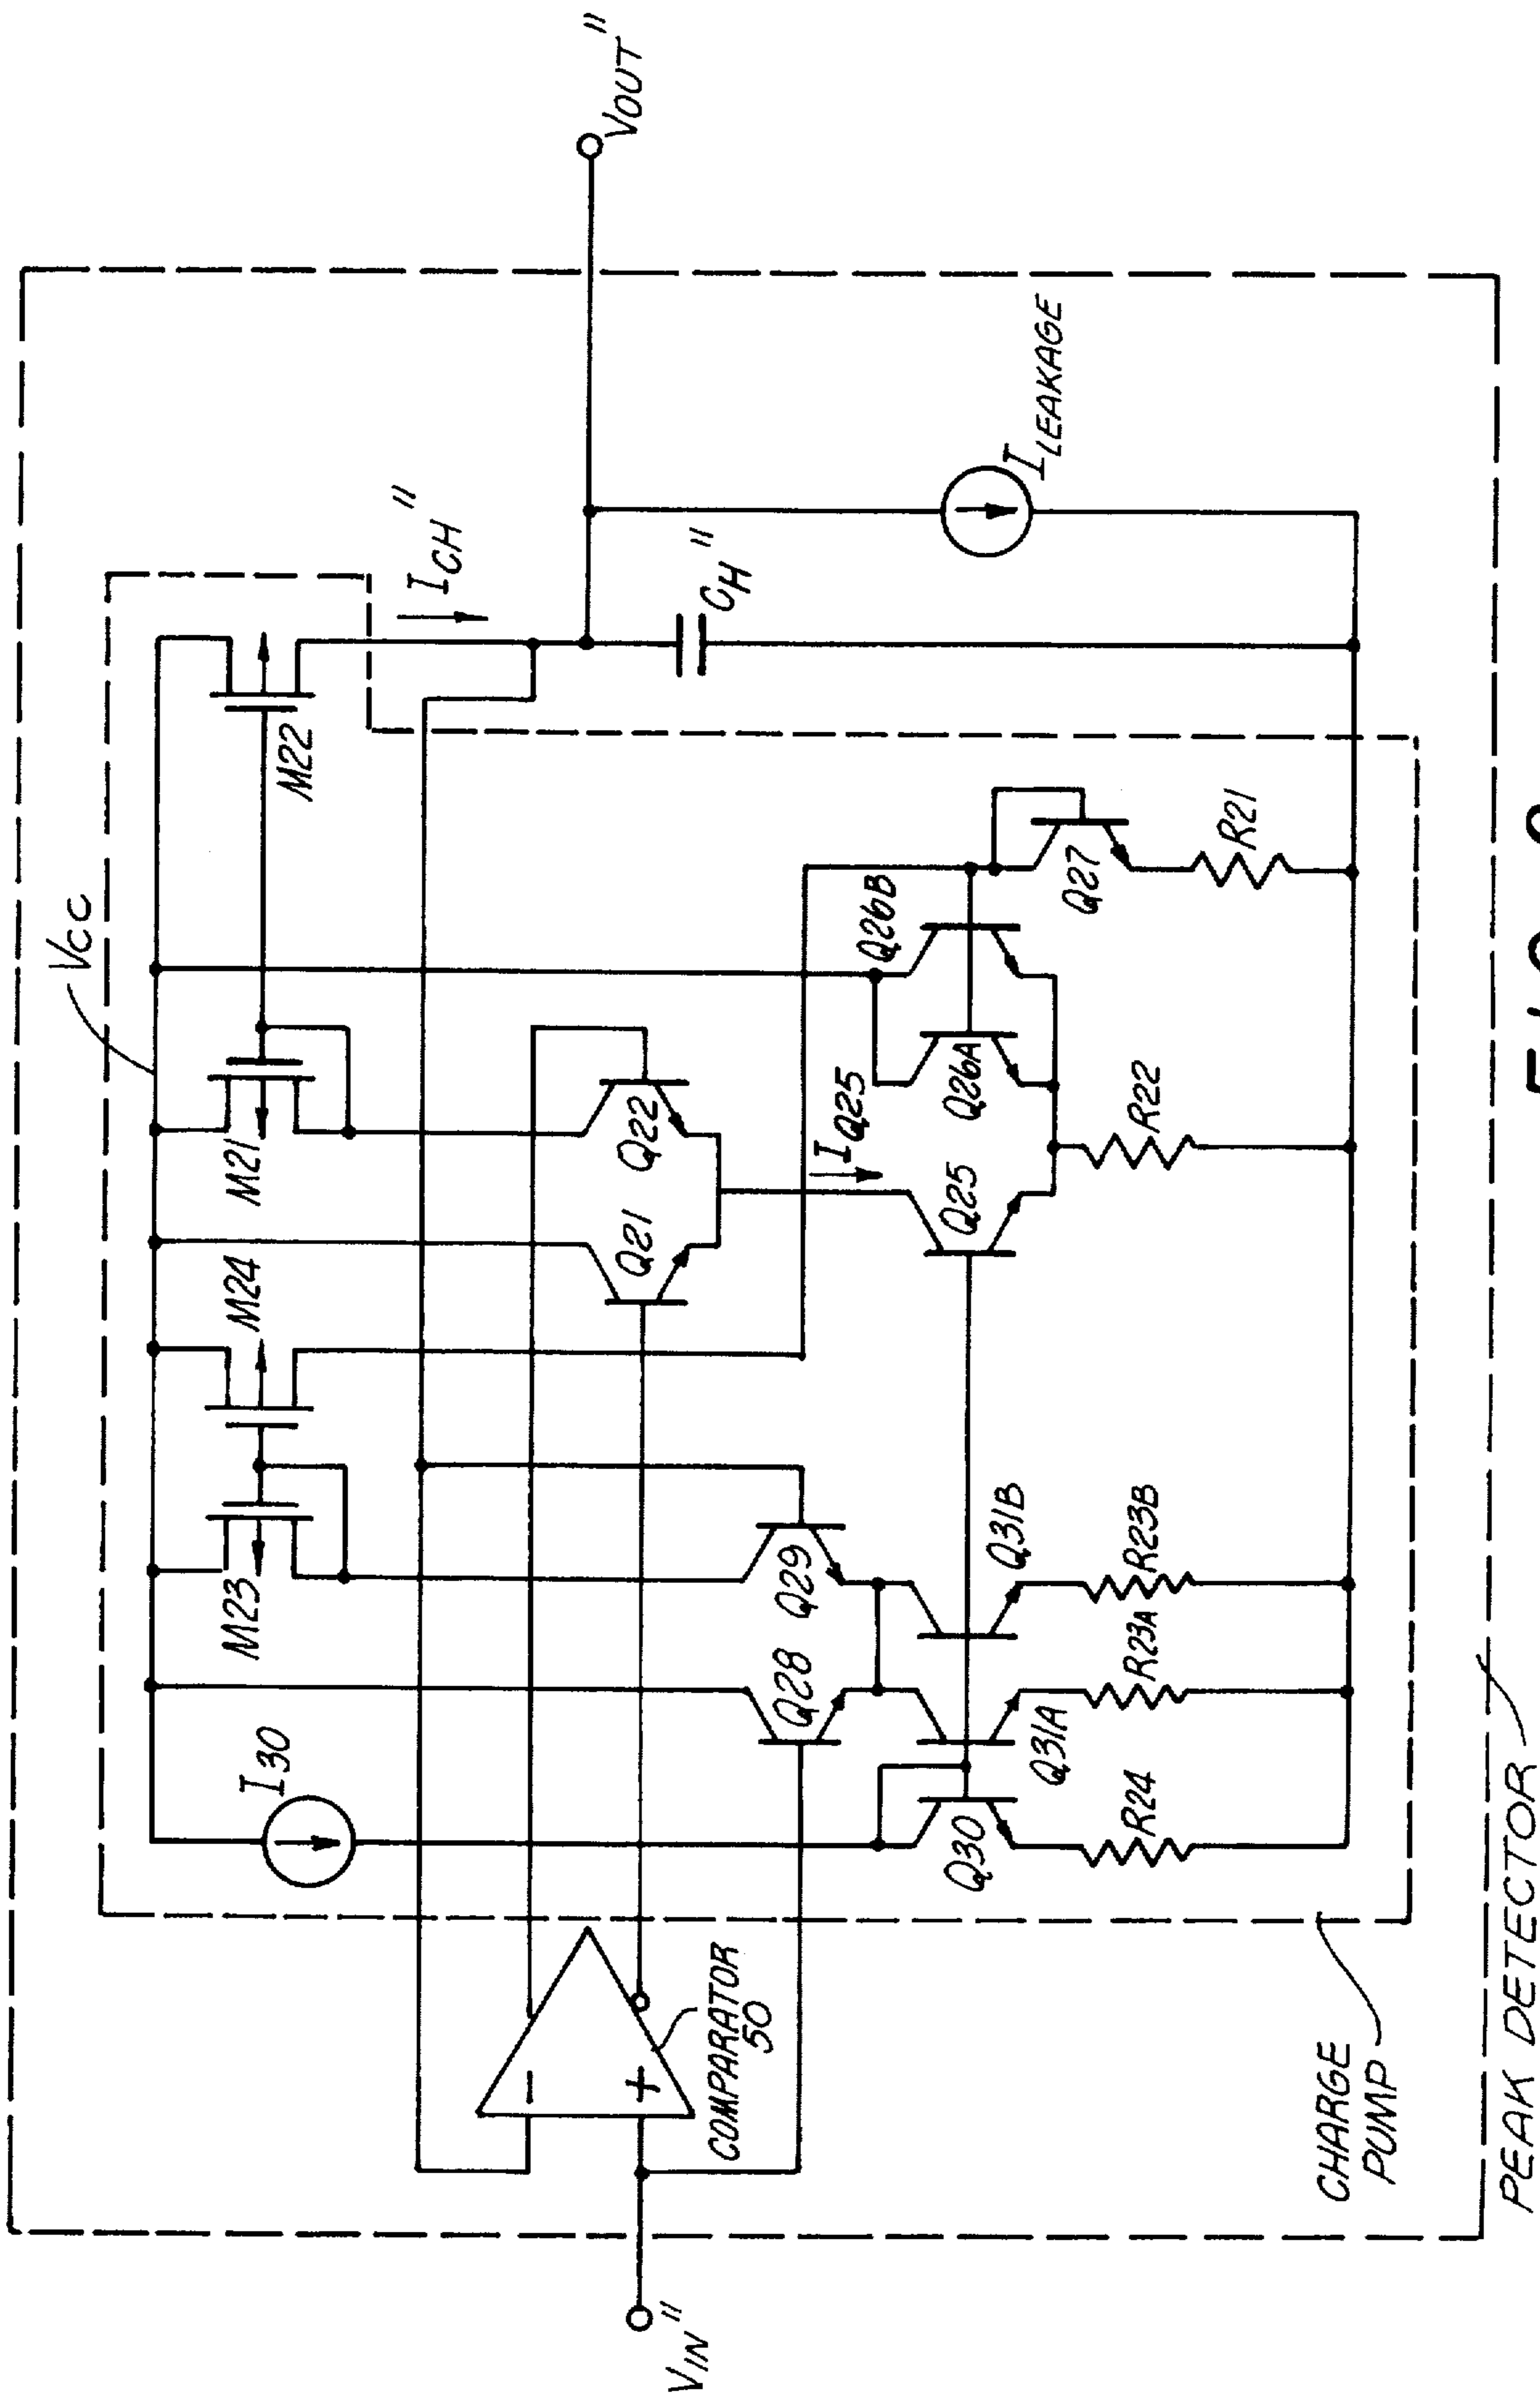 Vcc
I30
M23
M24
M21
M22
ICH"
VOUT"
VIN"
COMPARATOR
50
Q21
Q22
CH"
ILEAKAGE
Q28
Q29
IQ25
Q30
Q31A
Q31B
Q25
Q26A
Q26B
Q27
R24
R23A
R23B
R22
R21
CHARGE
PUMP
PEAK DETECTOR